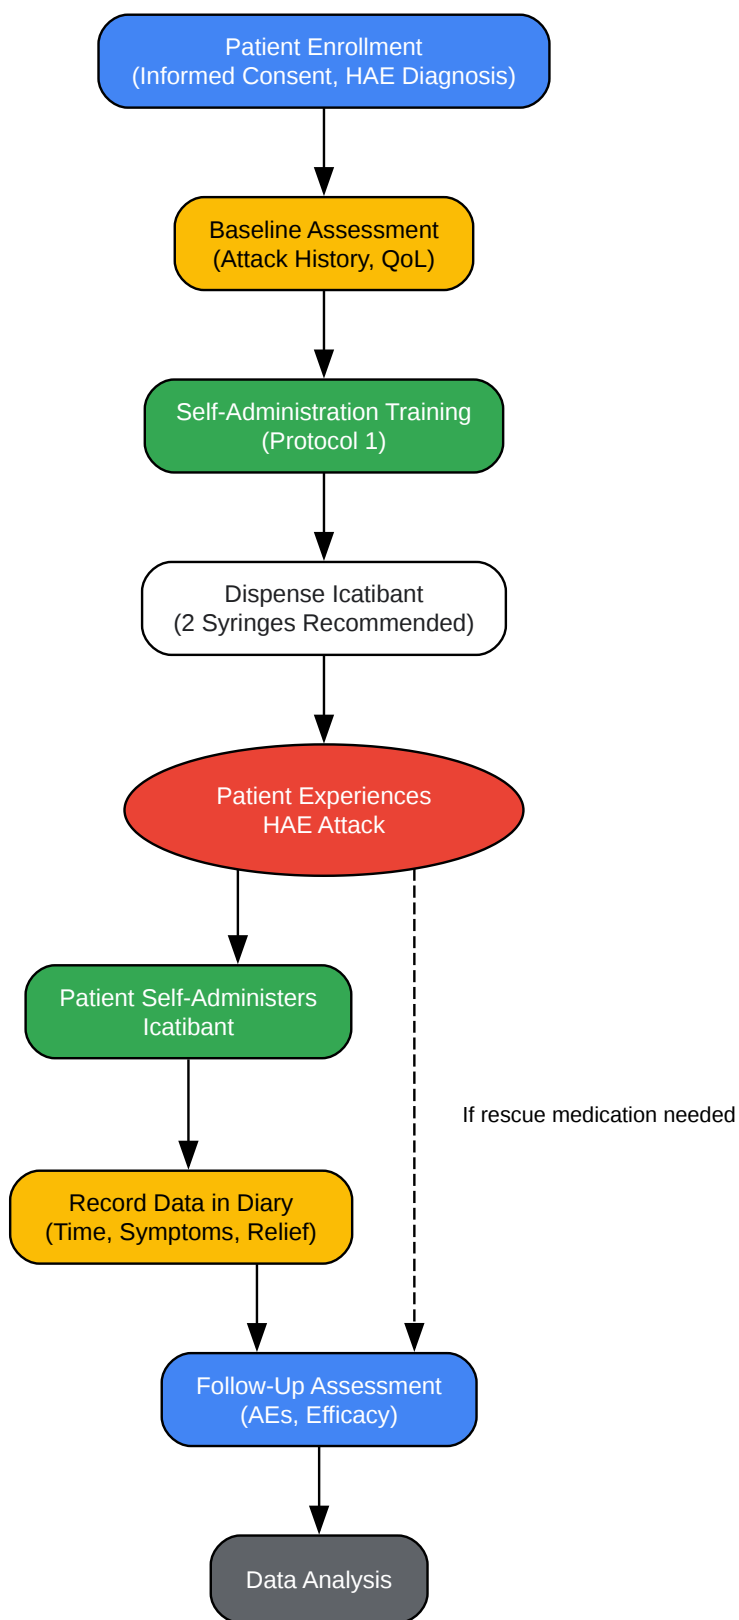 Patient Enrollment
(Informed Consent, HAE Diagnosis)
Baseline Assessment
(Attack History, QoL)
Self-Administration Training
(Protocol 1)
Dispense Icatibant
(2 Syringes Recommended)
Patient Experiences
HAE Attack
Patient Self-Administers
Icatibant
If rescue medication needed
Record Data in Diary
(Time, Symptoms, Relief)
Follow-Up Assessment
(AEs, Efficacy)
Data Analysis